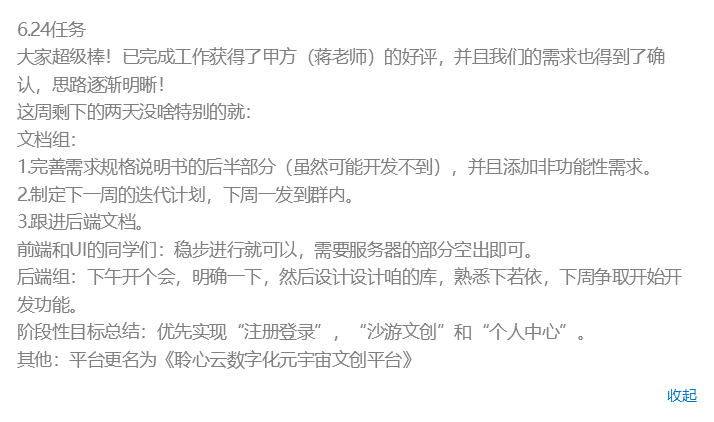 6.24任务
大家超级棒！已完成工作获得了甲方（蒋老师）的好评，并且我们的需求也得到了确
认，思路逐渐明晰！
这周剩下的两天没啥特别的就：
文档组：
1.完善需求规格说明书的后半部分（虽然可能开发不到），并且添加非功能性需求。
2.制定下一周的迭代计划，下周一发到群内。
3.跟进后端文档。
前端和UI的同学们：稳步进行就可以，需要服务器的部分空出即可。
后端组：下午开个会，明确一下，然后设计设计咱的库，熟悉下若依，下周争取开始开
发功能。
阶段性目标总结：优先实现“注册登录”，“沙游文创”和“个人中心”。
其他：平台更名为《聆心云数字化元宇宙文创平台》
收起